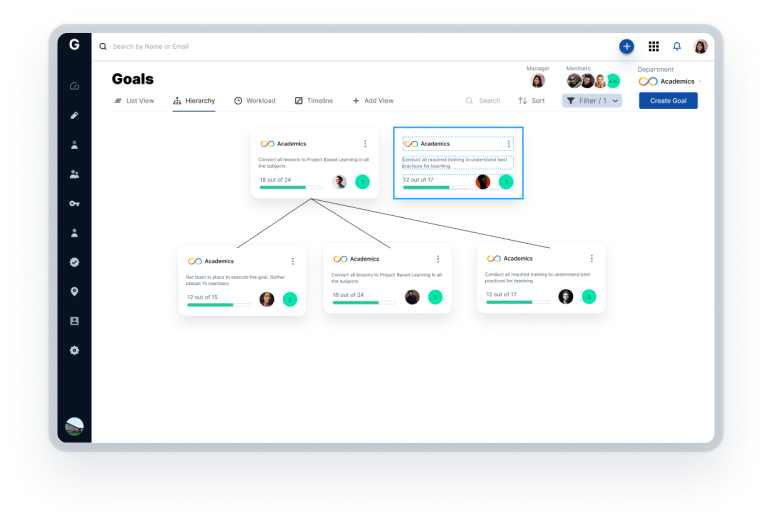 G
Search by Name or Email
Goals
Manager
Members
Department
Academics
List View
Hierarchy
Workload
Timeline
+ Add View
Search
Sort
Filter / 1
Create Goal
Academics
Convert all lessons to Project Based Learning in all
the subjects
18 out of 24
3
Academics
Conduct all required training to understand best
practices for teaching
12 out of 17
3
Academics
Get team in place to execute the goal. Gather
atleast 15 members
12 out of 15
3
Academics
Convert all lessons to Project Based Learning in all
the subjects
18 out of 24
3
Academics
Conduct all required training to understand best
practices for teaching
12 out of 17
3